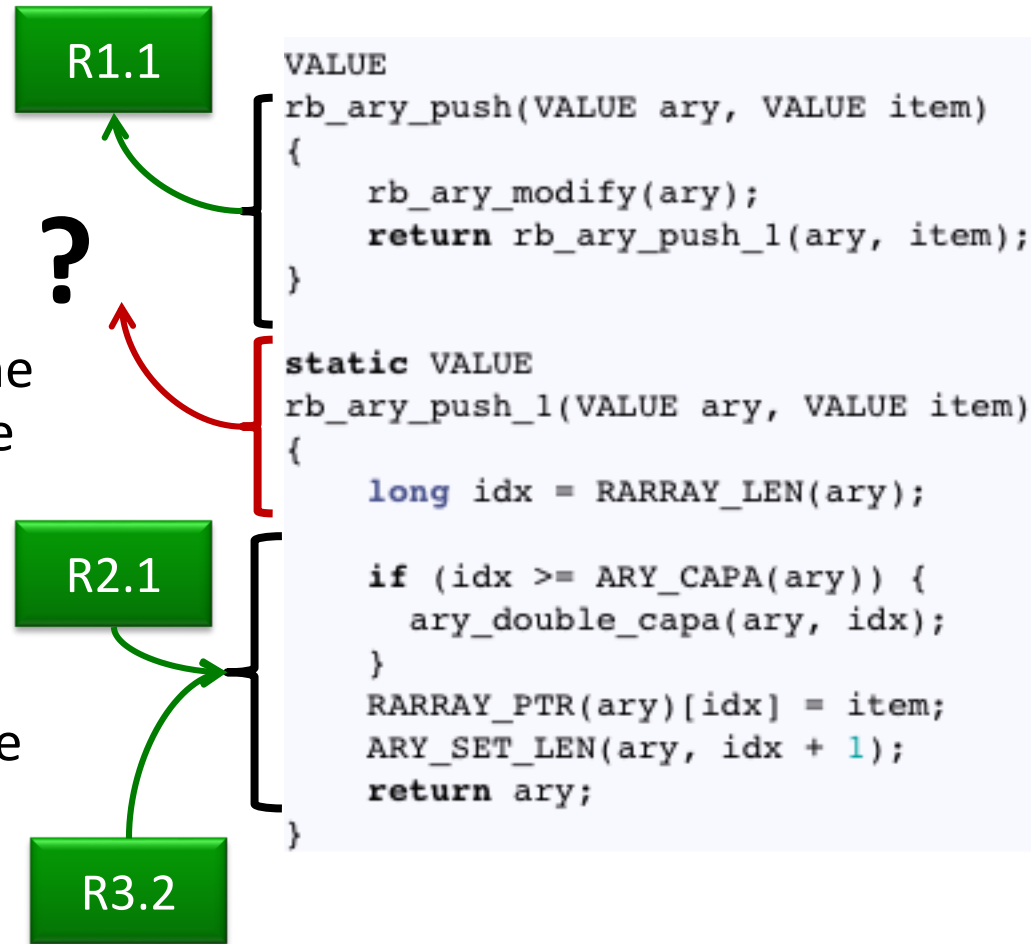 R1.1
?
R2.1
R3.2
VALUE
rb_ary_push(VALUE ary, VALUE item)
{
    rb_ary_modify(ary);
    return rb_ary_push_1(ary, item);
}
static VALUE
rb_ary_push_1(VALUE ary, VALUE item)
{
    long idx = RARRAY_LEN(ary);
    if (idx >= ARY_CAPA(ary)) {
      ary_double_capa(ary, idx);
    }
    RARRAY_PTR(ary)[idx] = item;
    ARY_SET_LEN(ary, idx + 1);
    return ary;
}